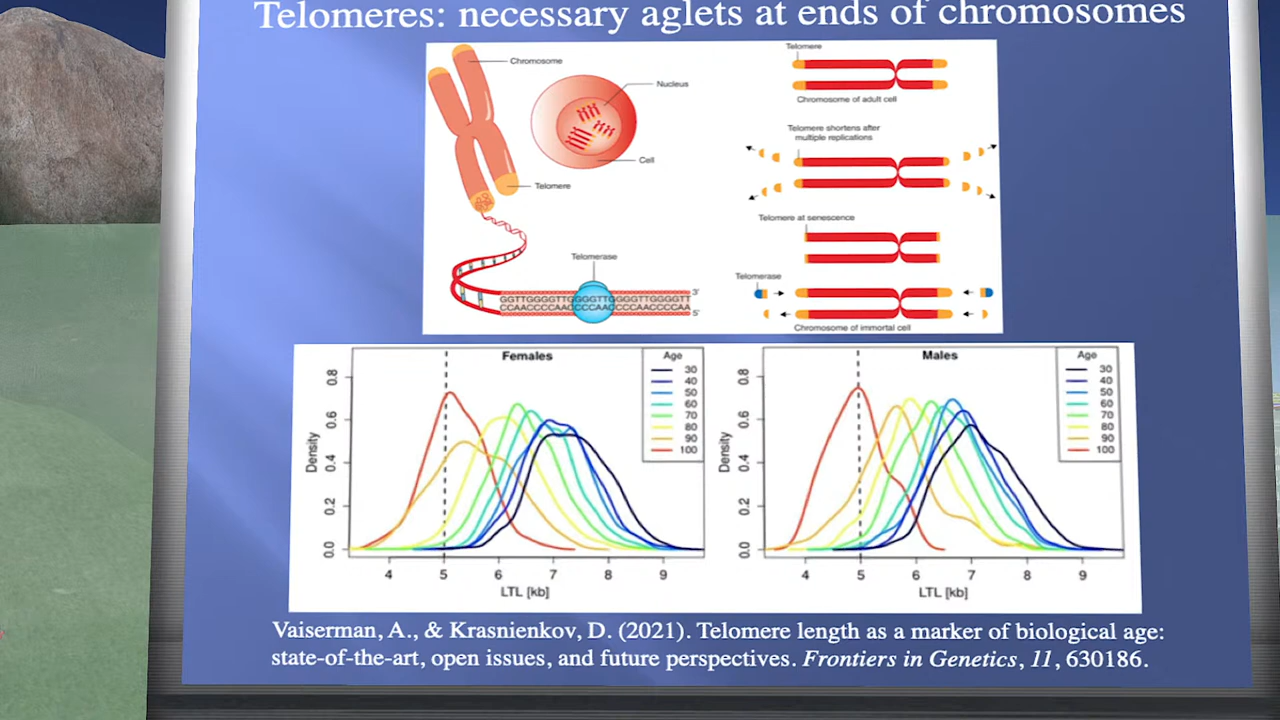 Telomeres: necessary aglets at ends of chromosomes
Chromosome
Nucleus
Cell
Telomere
Telomerase
GGTTGGGGTTGGGGTTGGGGTTGGGGTT
CCAACCCCAACCCCAACCCCAACCCCAA
3'
5'
Telomere
Chromosome of adult cell
Telomere shortens after
multiple replications
Telomere at senescence
Telomerase
Chromosome of immortal cell
Females
Age
30
40
50
60
70
80
90
100
Density
0.0 0.2 0.4 0.6 0.8
4 5 6 7 8 9
LTL [kb]
Males
Age
30
40
50
60
70
80
90
100
Density
0.0 0.2 0.4 0.6 0.8
4 5 6 7 8 9
LTL [kb]
Vaiserman, A., & Krasnienkov, D. (2021). Telomere length as a marker of biological age:
state-of-the-art, open issues, and future perspectives. Frontiers in Genetics, 11, 630186.